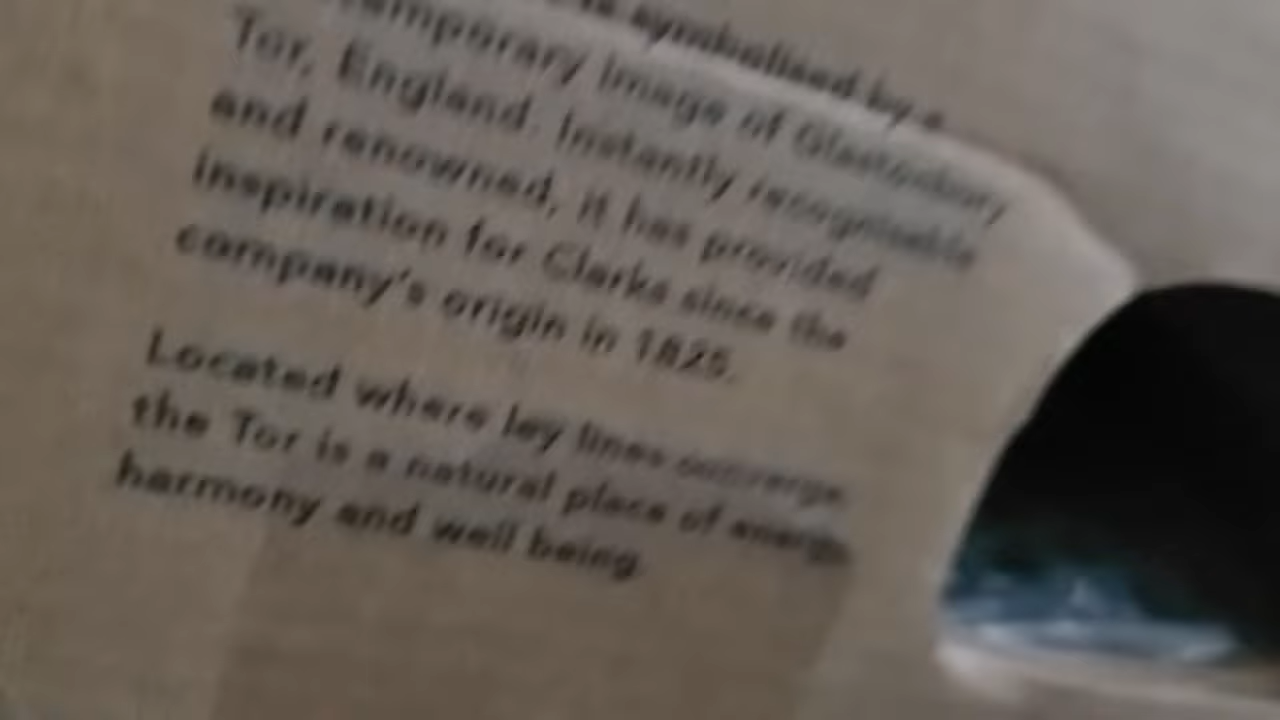 is symbolised by a
temporary image of Glastonbury
Tor, England. Instantly recognisable
and renowned, it has provided
inspiration for Clarks since the
company's origin in 1825.
Located where ley lines converge,
the Tor is a natural place of energy,
harmony and well being.